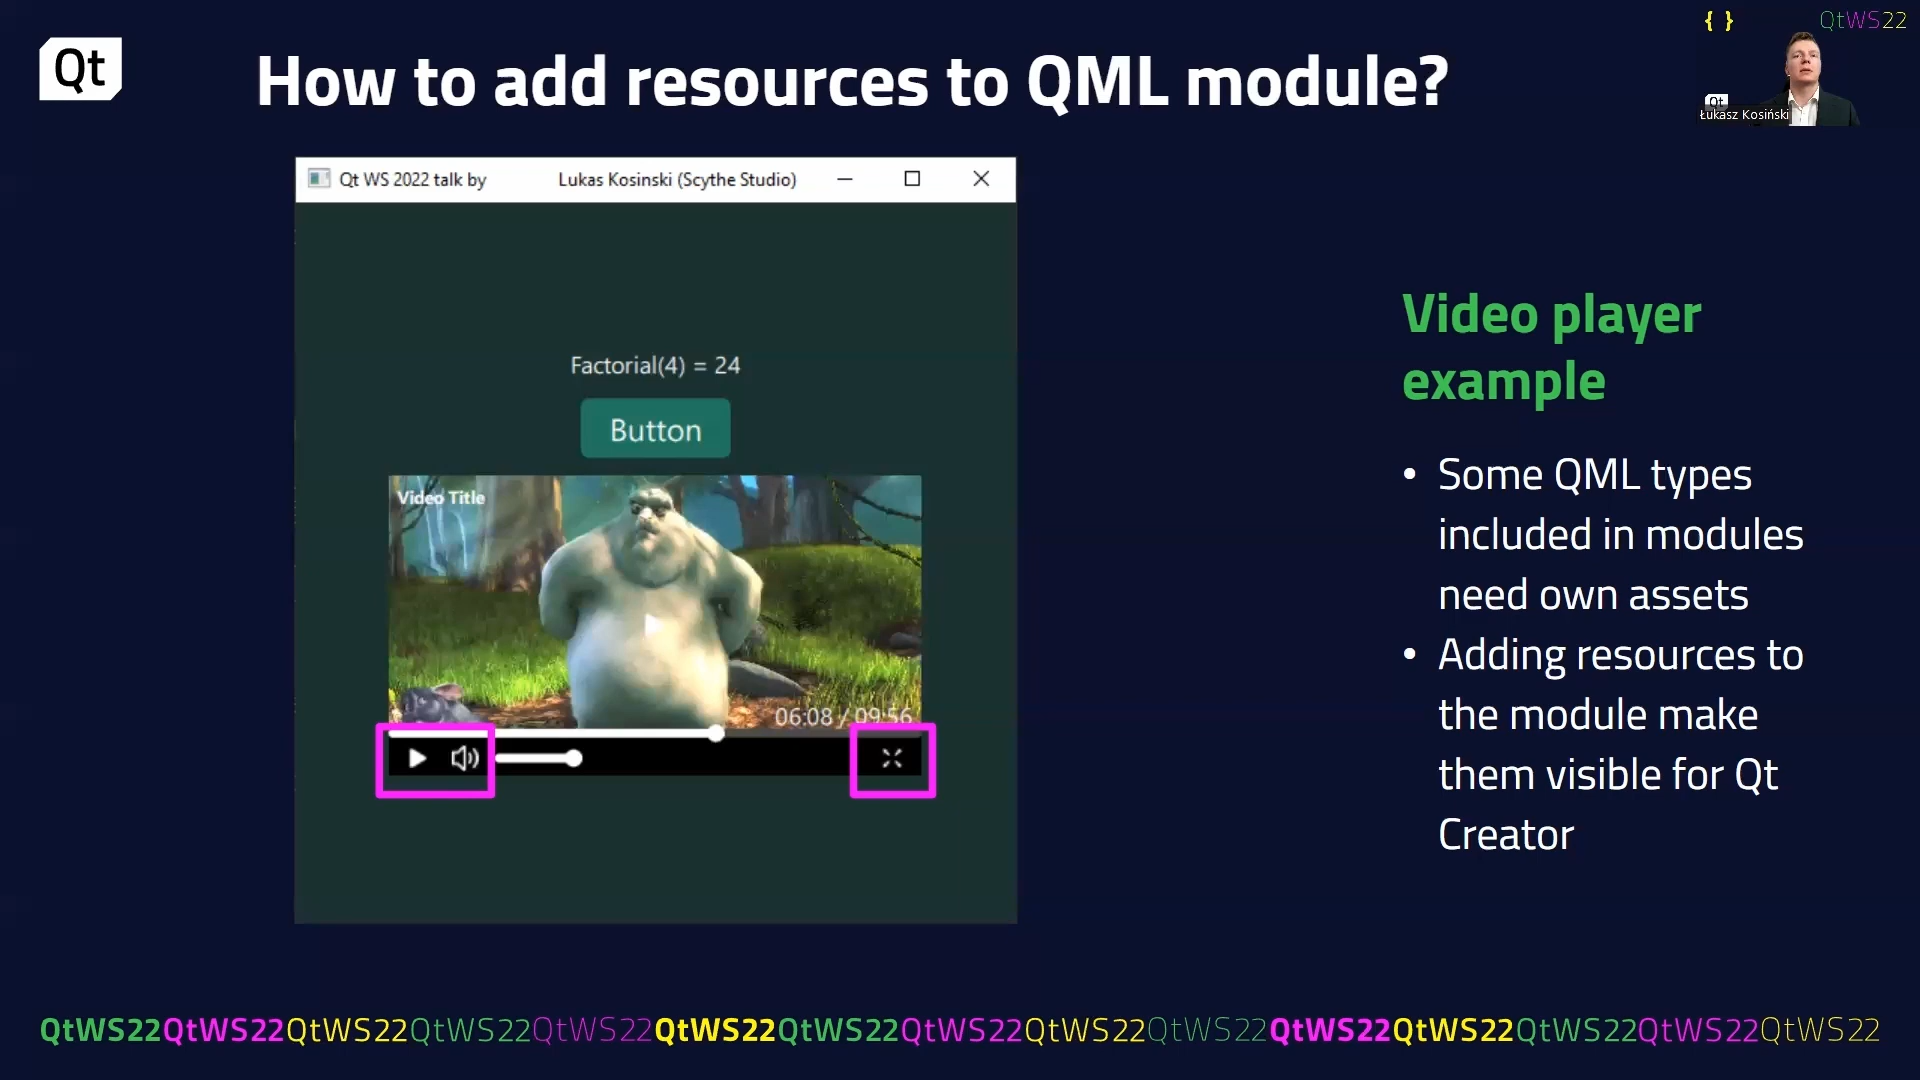 { } QtWS22
Qt
How to add resources to QML module?
Qt
Łukasz Kosiński
Qt WS 2022 talk by Lukas Kosinski (Scythe Studio)
Factorial(4) = 24
Button
Video Title
06:08 / 09:56
Video player
example
• Some QML types
included in modules
need own assets
• Adding resources to
the module make
them visible for Qt
Creator
QtWS22QtWS22QtWS22QtWS22QtWS22QtWS22QtWS22QtWS22QtWS22QtWS22QtWS22QtWS22QtWS22QtWS22QtWS22